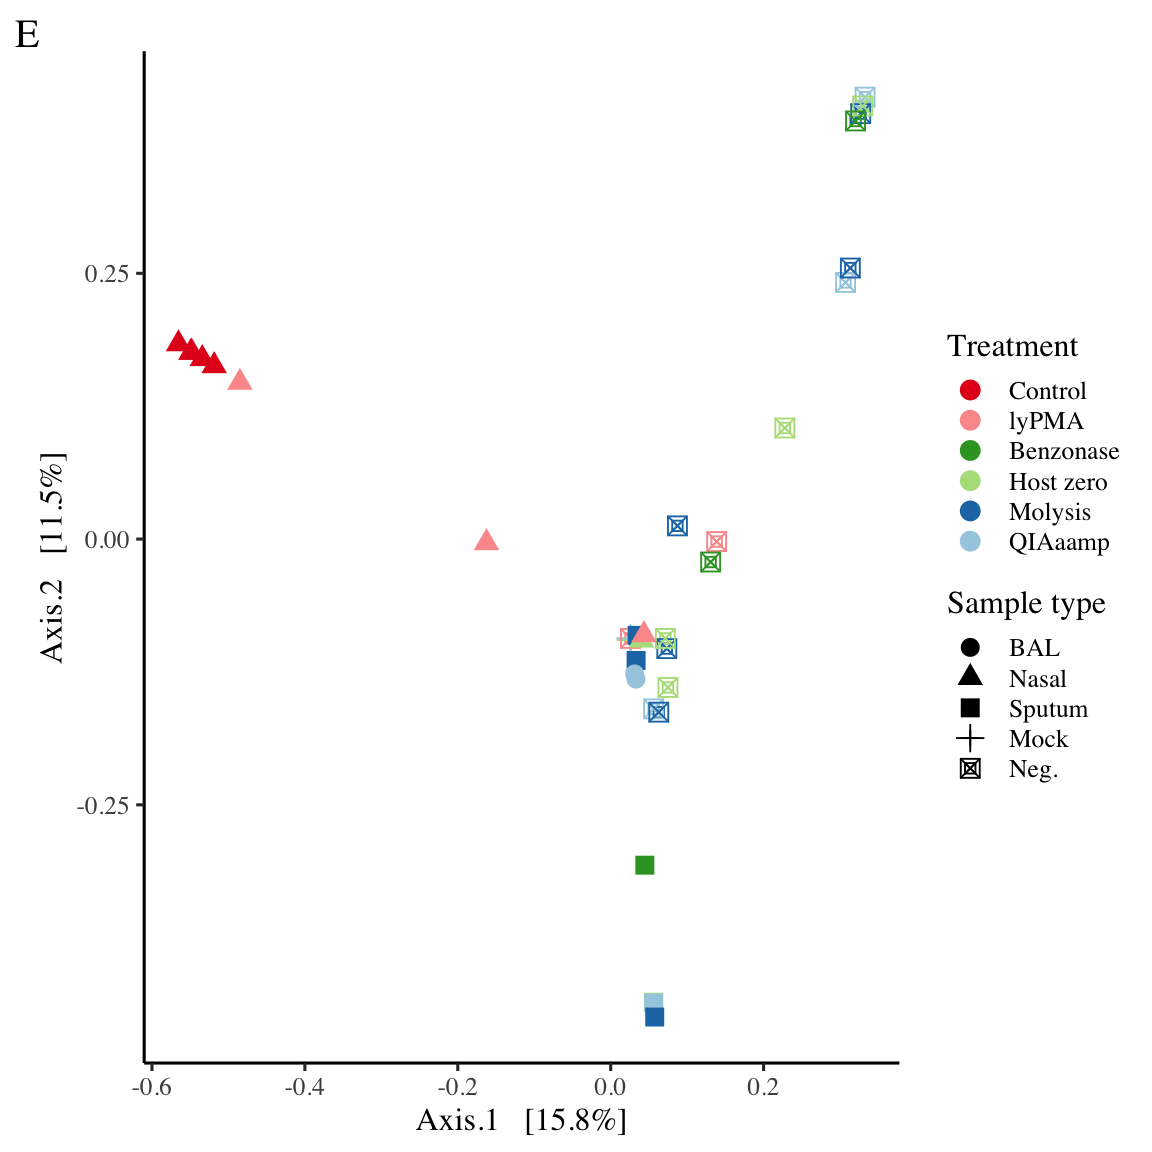 E
0.25
0.00
-0.25
Axis.2 [11.5%]
-0.6
-0.4
-0.2
0.0
0.2
Axis.1 [15.8%]
Treatment
Control
lyPMA
Benzonase
Host zero
Molysis
QIAaamp
Sample type
BAL
Nasal
Sputum
Mock
Neg.